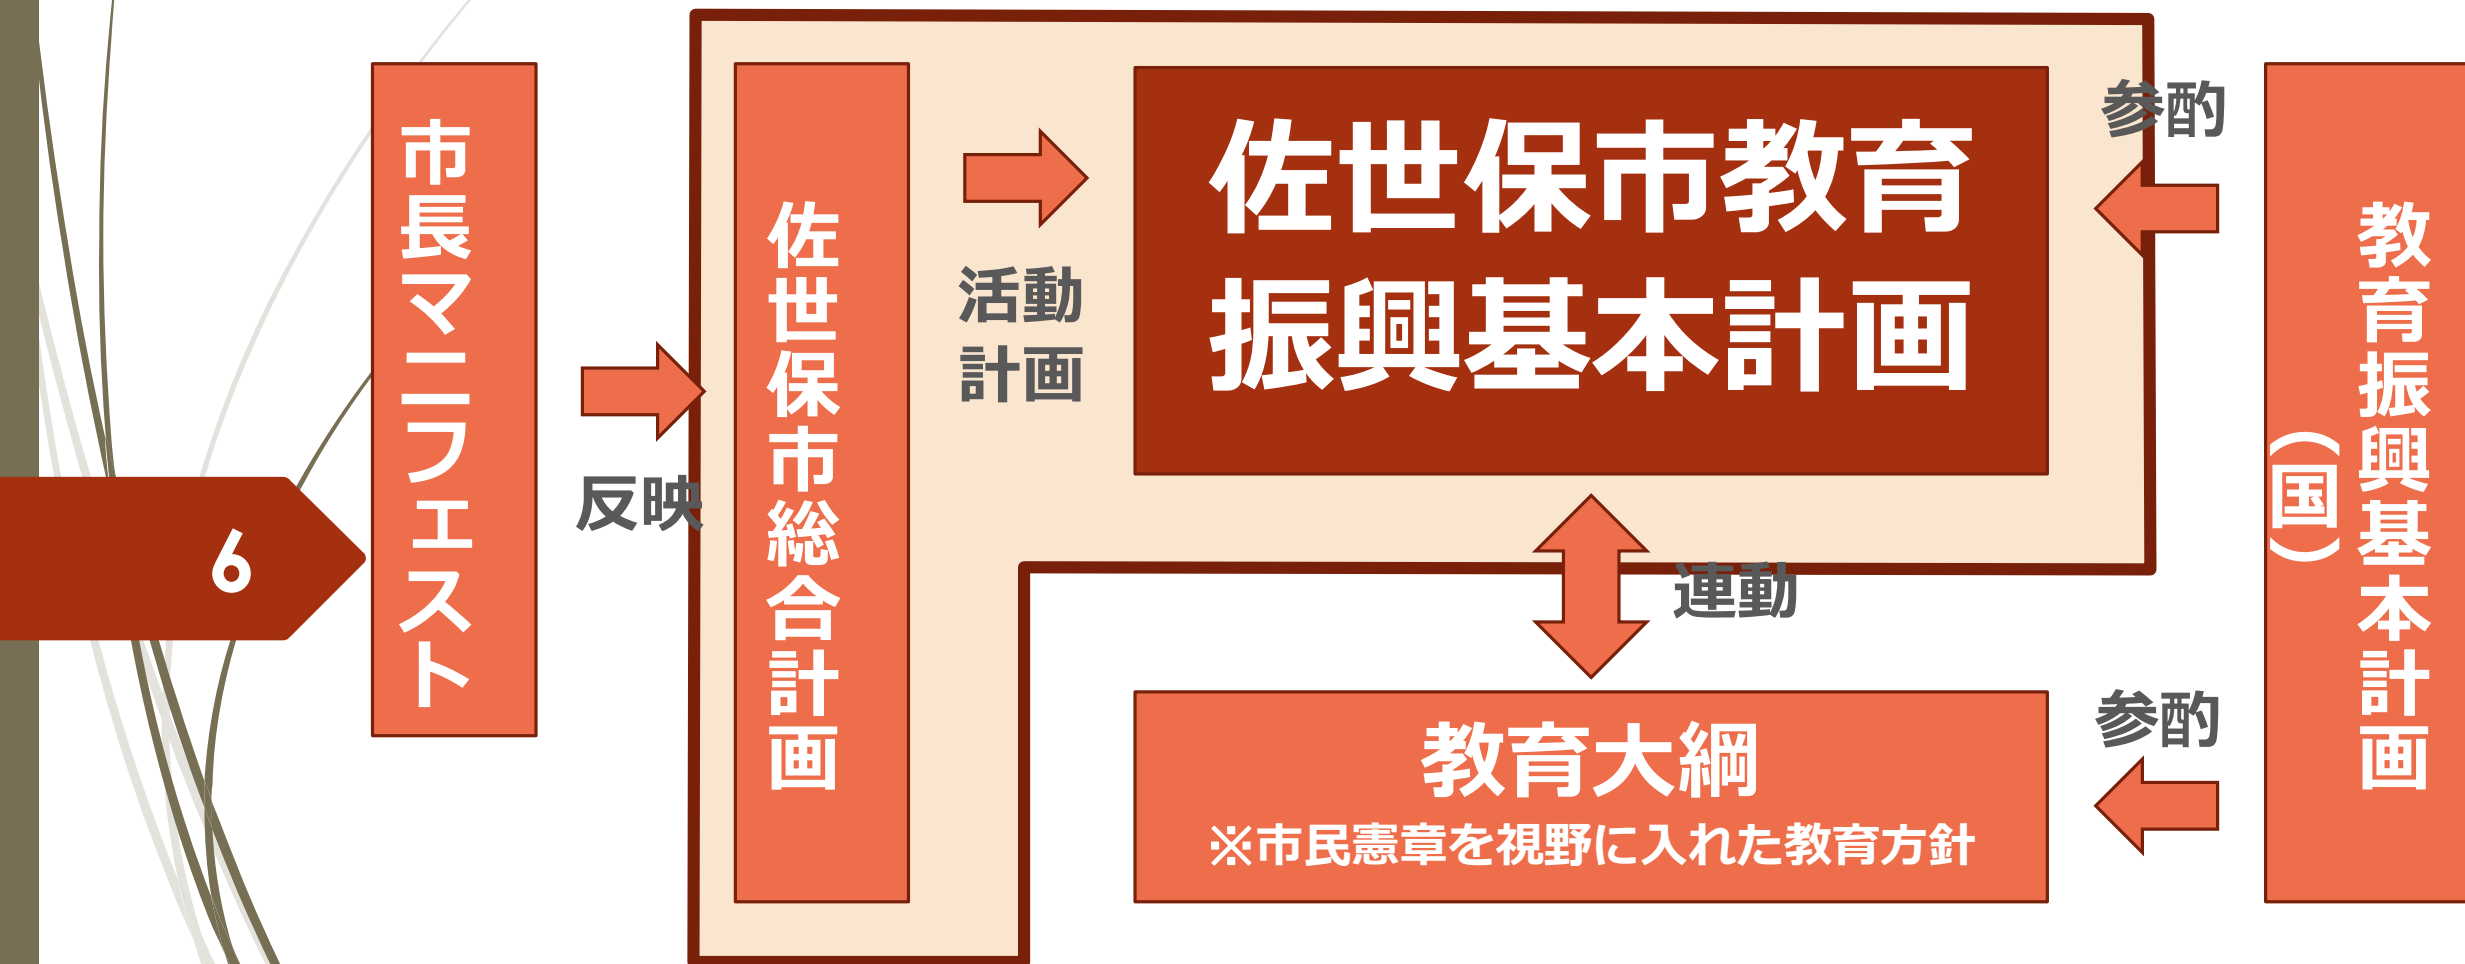 6
市長マニフェスト
反映
佐世保市総合計画
活動
計画
佐世保市教育
振興基本計画
連動
教育大綱
※市民憲章を視野に入れた教育方針
参酌
参酌
教育振興基本計画
（国）